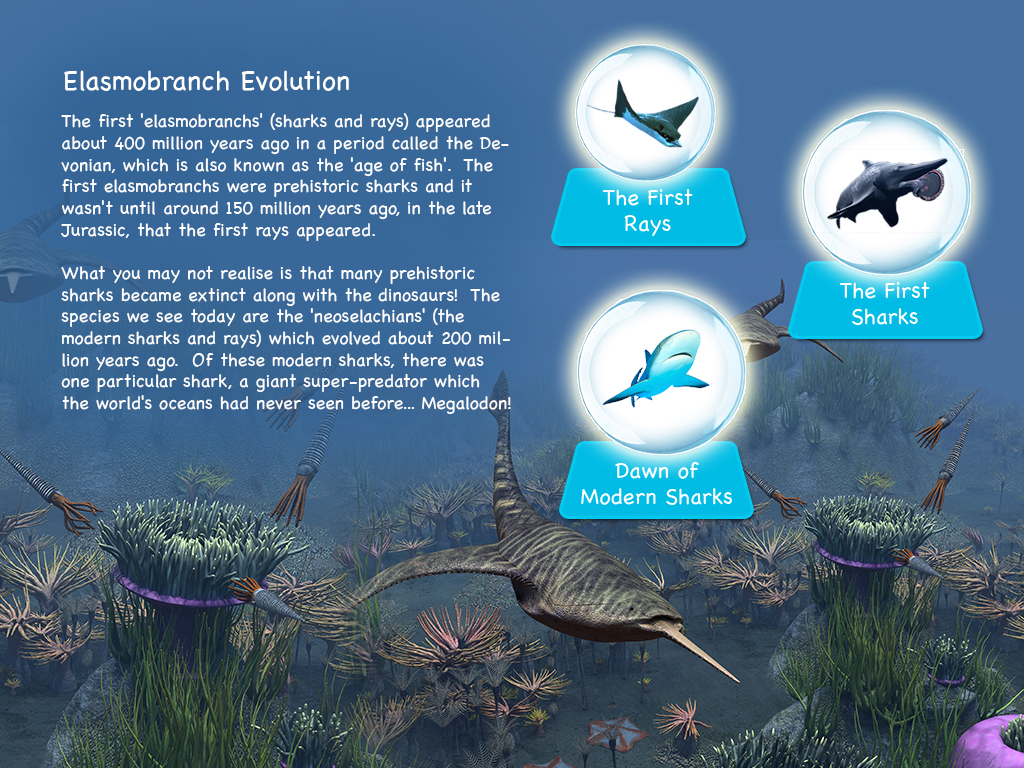 Elasmobranch Evolution
The first 'elasmobranchs' (sharks and rays) appeared
about 400 million years ago in a period called the De-
vonian, which is also known as the 'age of fish'.  The
first elasmobranchs were prehistoric sharks and it
wasn't until around 150 million years ago, in the late
Jurassic, that the first rays appeared.
What you may not realise is that many prehistoric
sharks became extinct along with the dinosaurs!  The
species we see today are the 'neoselachians' (the
modern sharks and rays) which evolved about 200 mil-
lion years ago.  Of these modern sharks, there was
one particular shark, a giant super-predator which
the world's oceans had never seen before... Megalodon!
The First
Rays
The First
Sharks
Dawn of
Modern Sharks